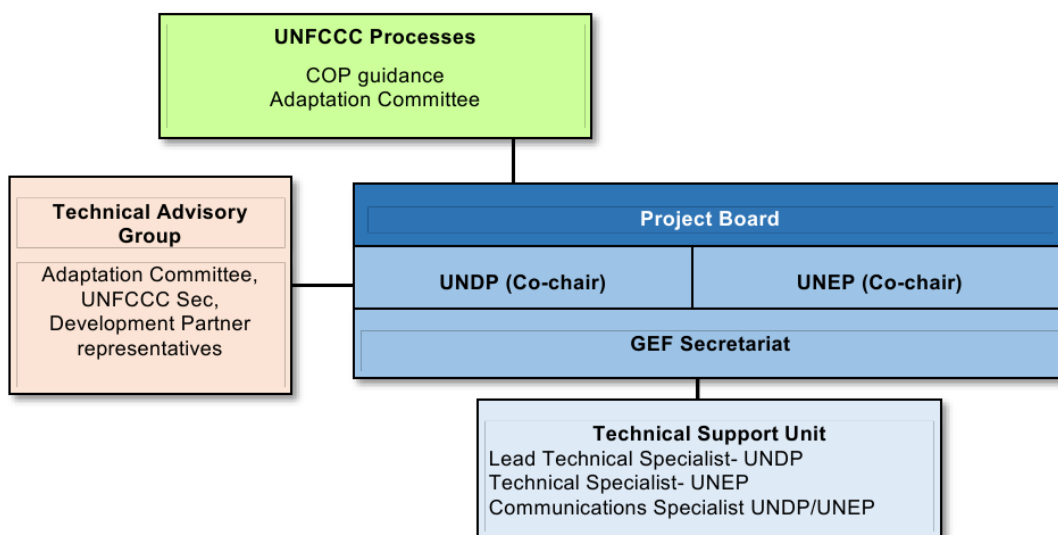 UNFCCC Processes
COP guidance
Adaptation Committee
Technical Advisory
Group
Adaptation Committee,
UNFCCC Sec,
Development Partner
representatives
Project Board
UNDP (Co-chair)
UNEP (Co-chair)
GEF Secretariat
Technical Support Unit
Lead Technical Specialist- UNDP
Technical Specialist- UNEP
Communications Specialist UNDP/UNEP